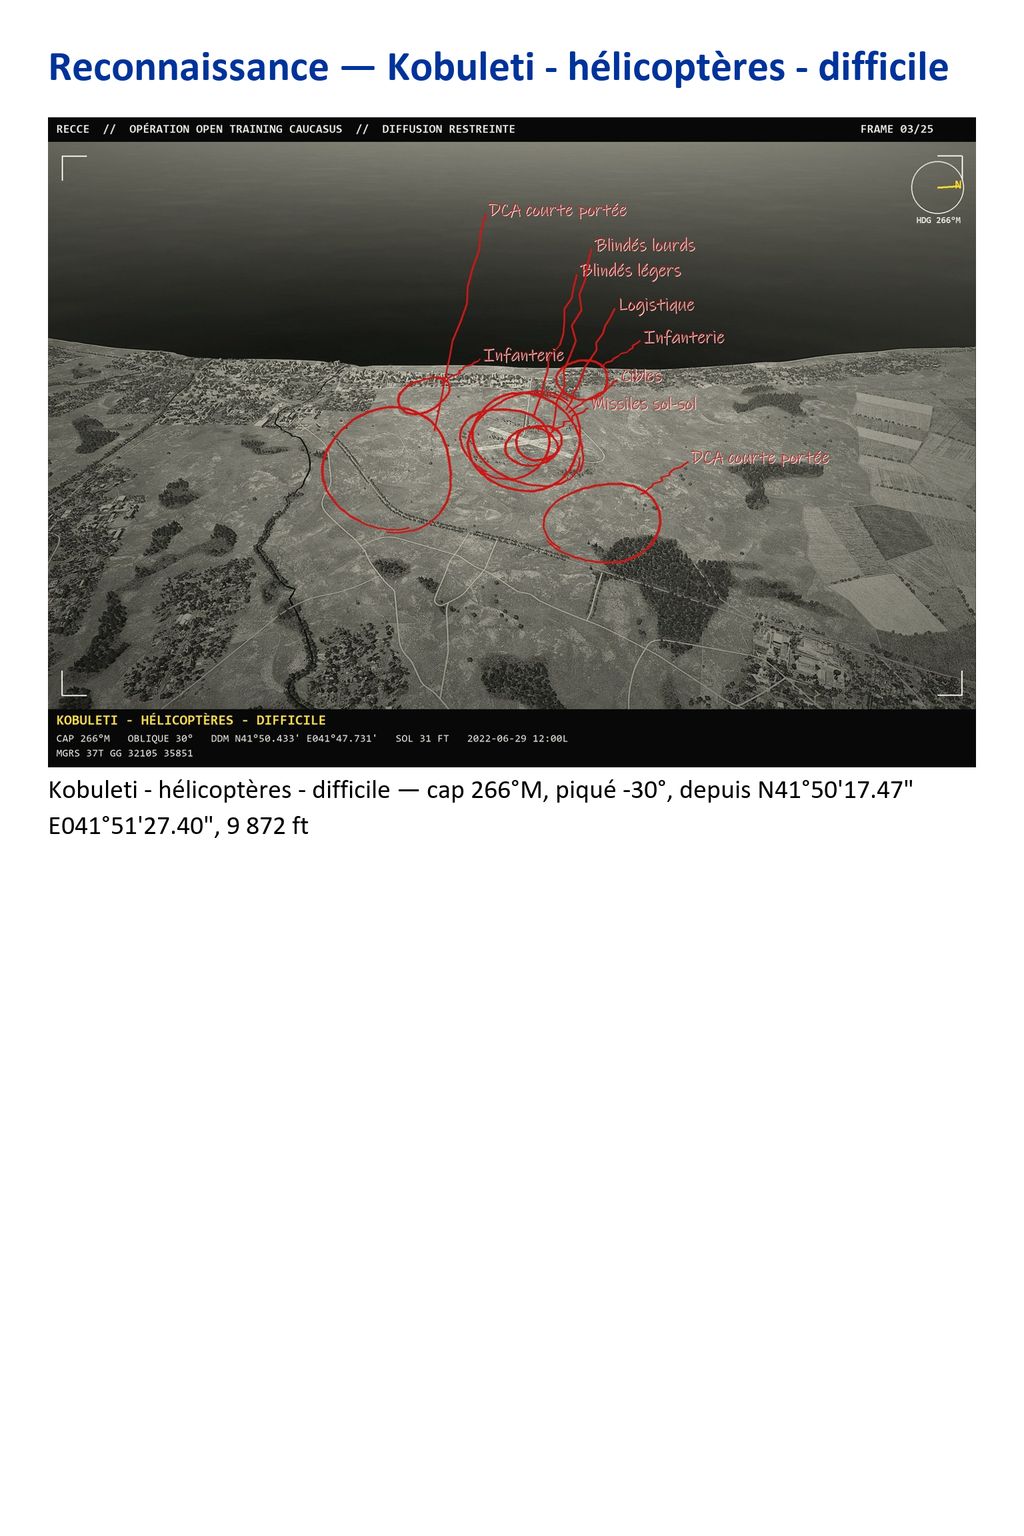 Reconnaissance — Kobuleti - hélicoptères - difficile
RECCE // OPÉRATION OPEN TRAINING CAUCASUS // DIFFUSION RESTREINTE FRAME 03/25
N
HDG 266°M
DCA courte portée
Blindés lourds
Blindés légers
Logistique
Infanterie
Infanterie
Cibles
Missiles sol-sol
DCA courte portée
KOBULETI - HÉLICOPTÈRES - DIFFICILE
CAP 266°M OBLIQUE 30° DDM N41°50.433' E041°47.731' SOL 31 FT 2022-06-29 12:00L
MGRS 37T GG 32105 35851
Kobuleti - hélicoptères - difficile — cap 266°M, piqué -30°, depuis N41°50'17.47"
E041°51'27.40", 9 872 ft